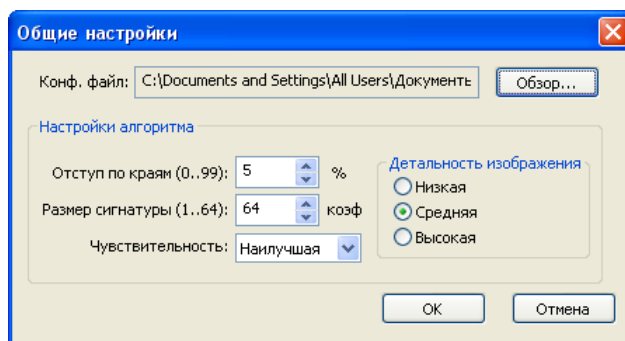 Общие настройки
Конф. файл: C:\Documents and Settings\All Users\Документь Обзор...
Настройки алгоритма
Отступ по краям (0..99): 5 %
Размер сигнатуры (1..64): 64 коэф
Чувствительность: Наилучшая
Детальность изображения
Низкая
Средняя
Высокая
OK Отмена